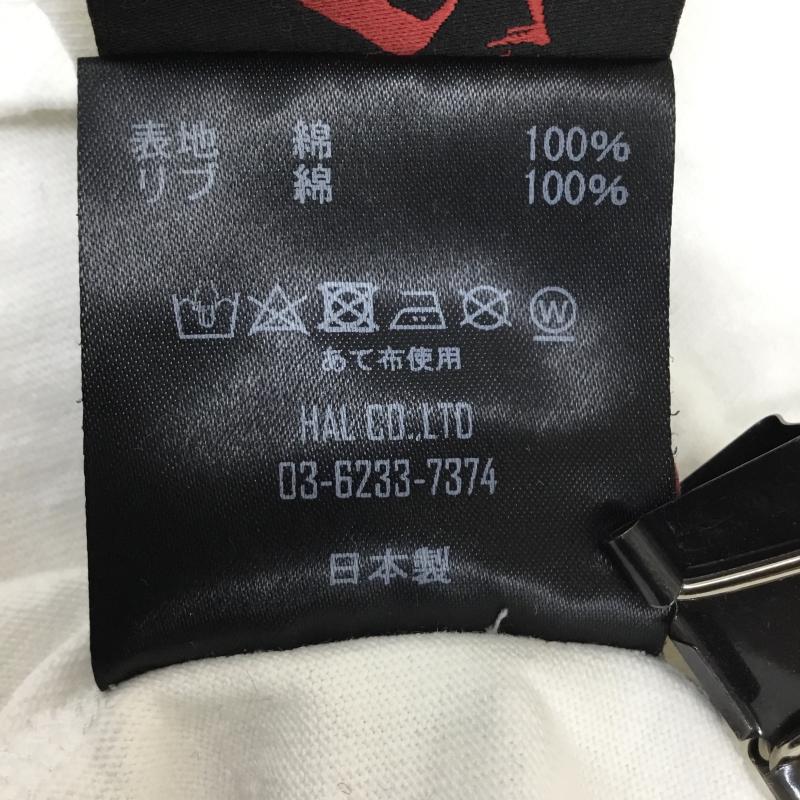 表地 綿 100%
リブ 綿 100%
W
あて布使用
HAL CO.,LTD
03-6233-7374
日本製